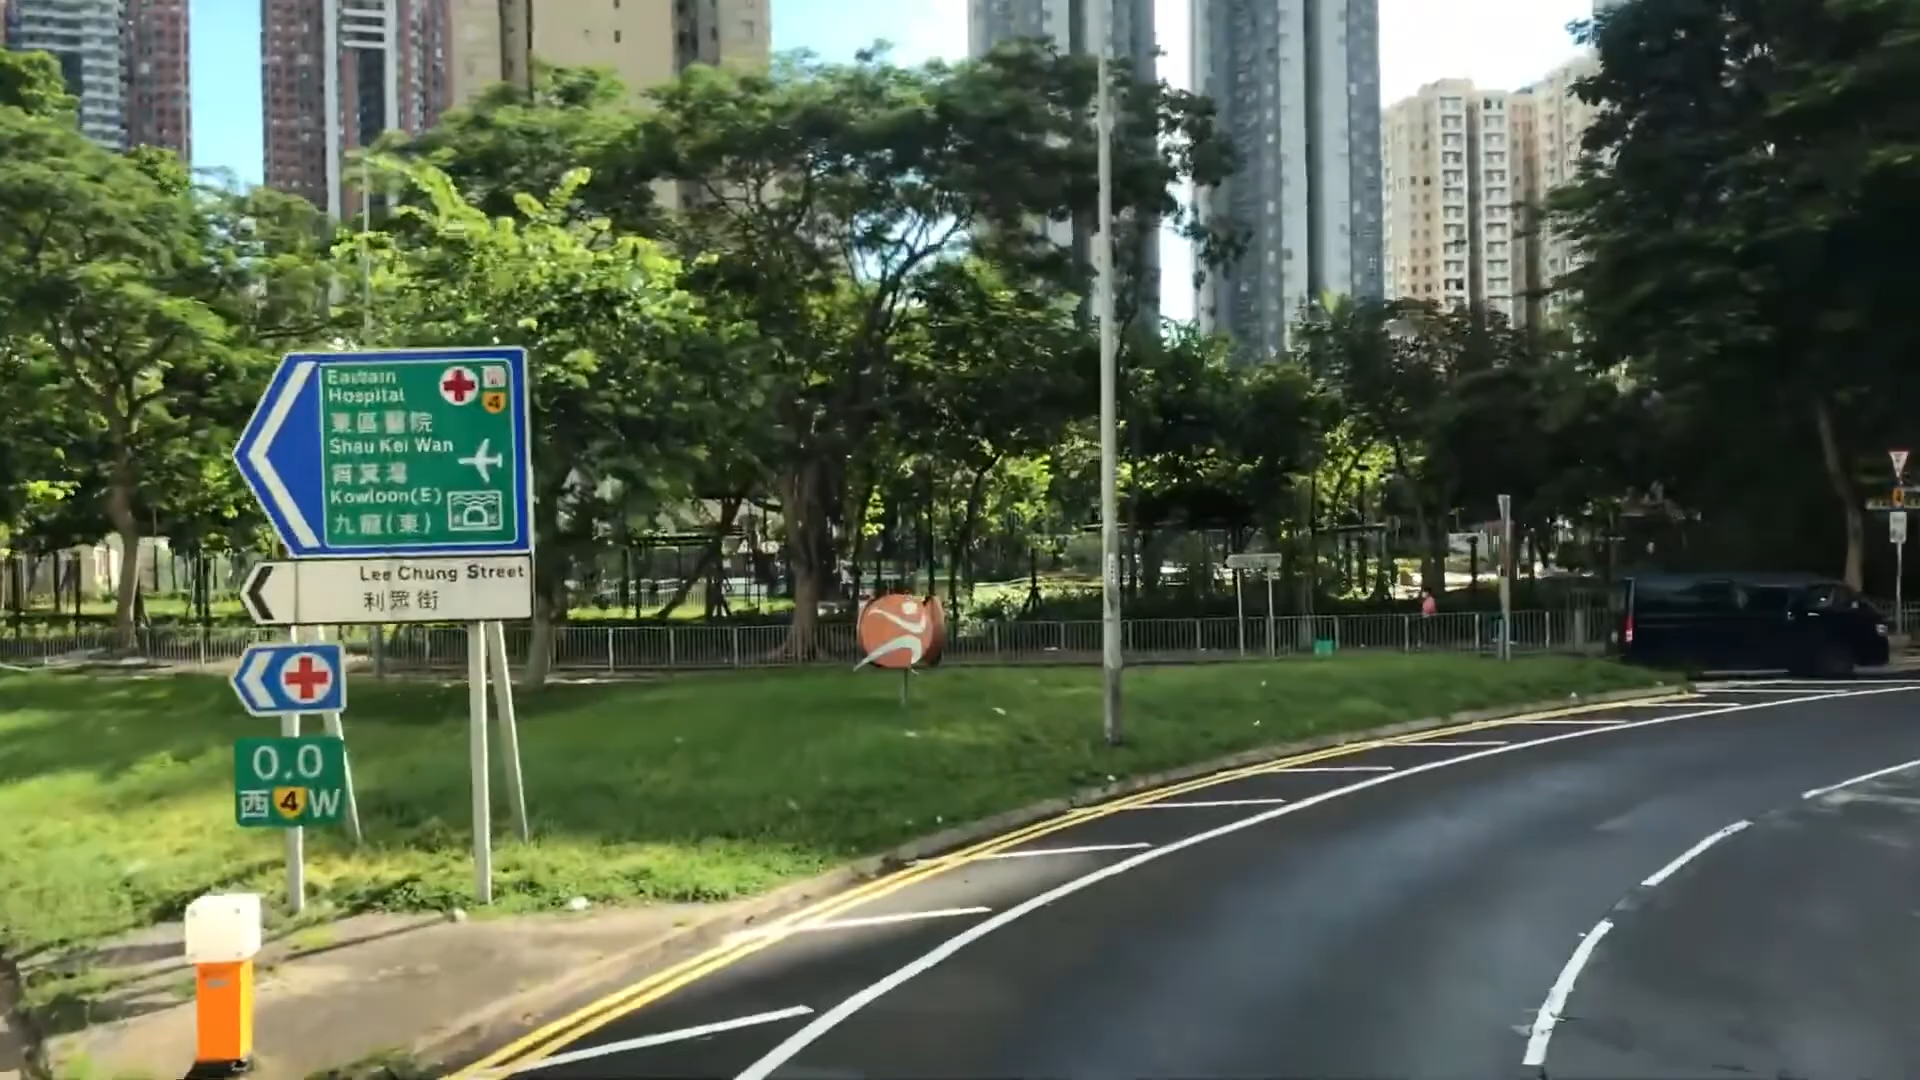 Eastern
Hospital
4
東區醫院
Shau Kei Wan
筲箕灣
Kowloon(E)
九龍(東)
Lee Chung Street
利眾街
0.0
西 4 W